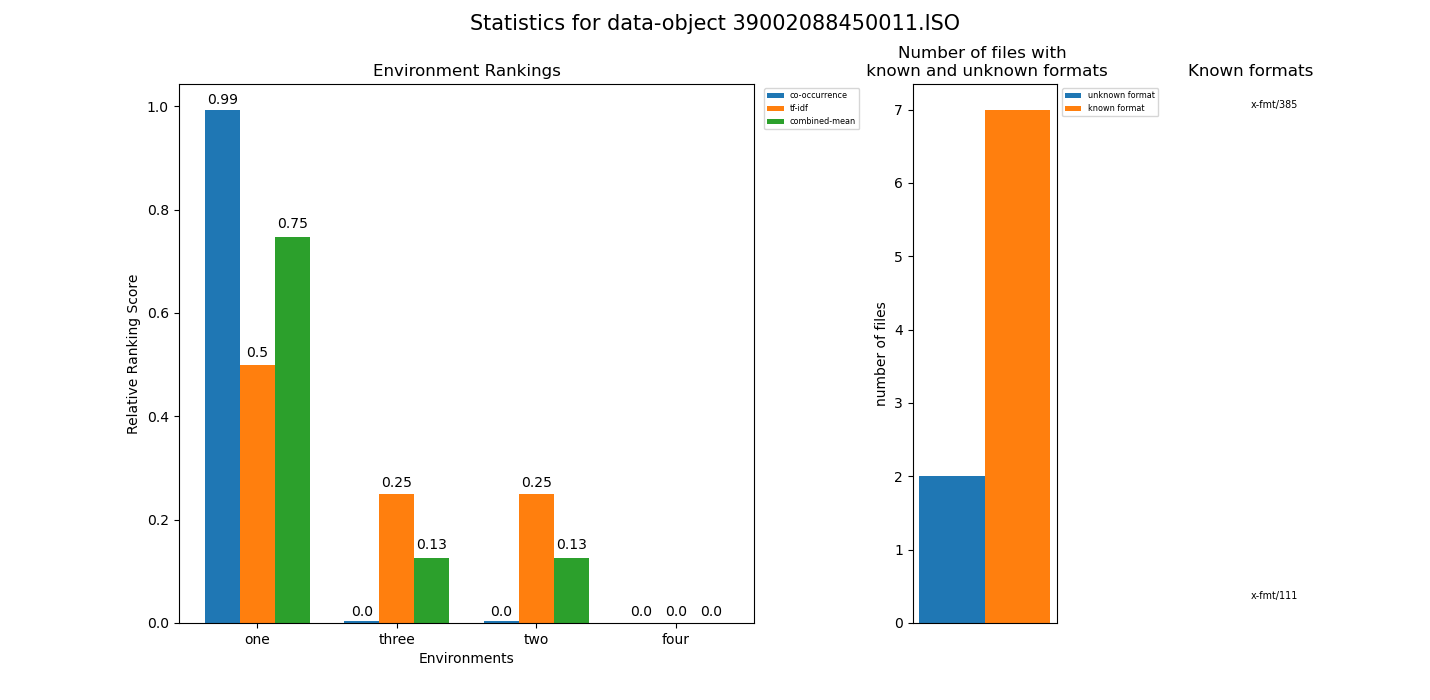 Statistics for data-object 39002088450011.ISO
Environment Rankings
Relative Ranking Score
1.0
0.8
0.6
0.4
0.2
0.0
0.99
0.5
0.75
0.0
0.25
0.13
0.0
0.25
0.13
0.0
0.0
0.0
one
three
two
four
Environments
co-occurrence
tf-idf
combined-mean
Number of files with
known and unknown formats
number of files
7
6
5
4
3
2
1
0
unknown format
known format
Known formats
x-fmt/385
x-fmt/111